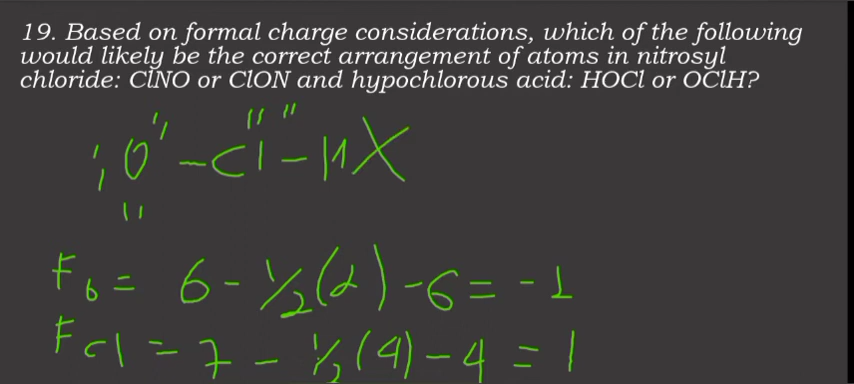 19. Based on formal charge considerations, which of the following
would likely be the correct arrangement of atoms in nitrosyl
chloride: ClNO or ClON and hypochlorous acid: HOCl or OClH?
O - Cl - H X
F6 = 6 - 1/2(2) - 6 = -1
FCl = 7 - 1/2(4) - 4 = 1